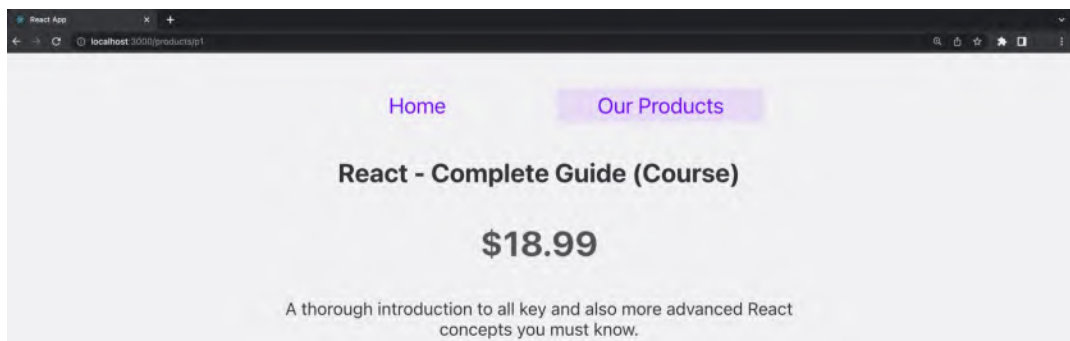 React App
localhost:3000/products/p1
Home Our Products
React - Complete Guide (Course)
$18.99
A thorough introduction to all key and also more advanced React
concepts you must know.